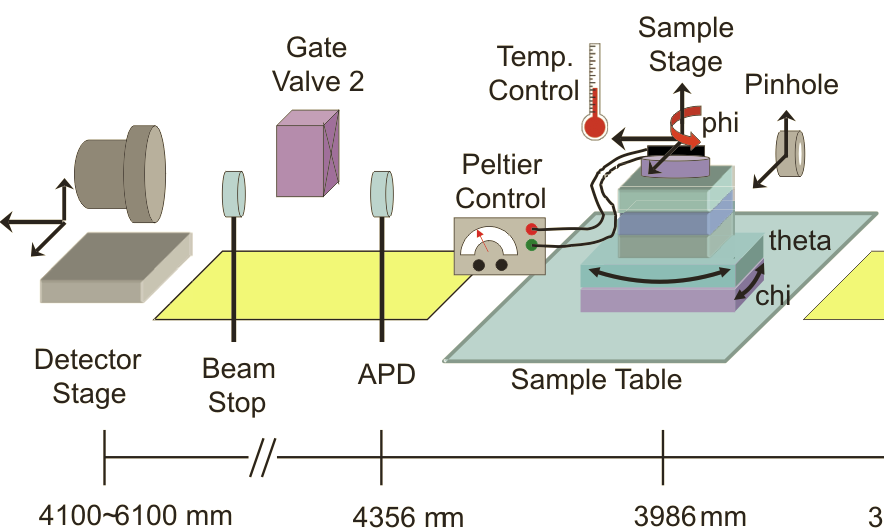 Gate
Valve 2
Temp.
Control
Sample
Stage
Pinhole
phi
Peltier
Control
theta
chi
Detector
Stage
Beam
Stop
APD
Sample Table
4100~6100 mm
4356 mm
3986 mm
3